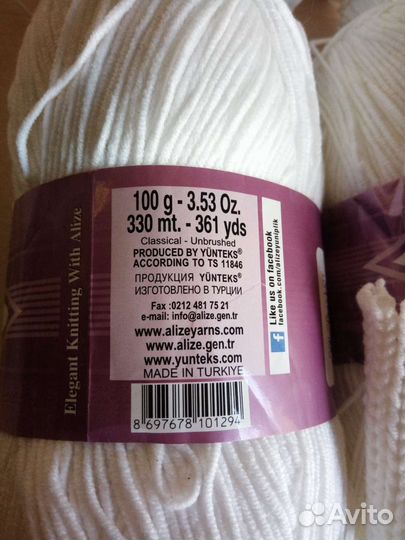 Elegant Knitting With Alize
100 g - 3.53 Oz.
330 mt. - 361 yds
Classical - Unbrushed
PRODUCED BY YÜNTEKS®
ACCORDING TO TS 11846
ПРОДУКЦИЯ YÜNTEKS®
ИЗГОТОВЛЕНО В ТУРЦИИ
Fax :0212 481 75 21
e-mail: info@alize.gen.tr
www.alizeyarns.com
www.alize.gen.tr
www.yunteks.com
MADE IN TURKIYE
8 697678 101294
Like us on facebook
facebook.com/alizeyuniplik
f
Avito